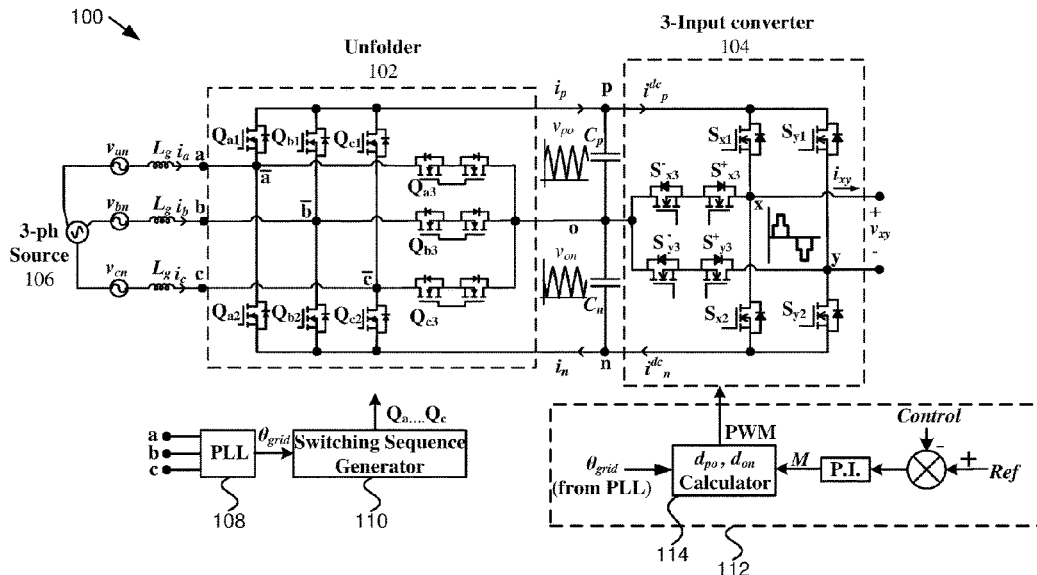 100
Unfolder
102
3-Input converter
104
i_p
p
i^dc_p
Q_a1
Q_b1
Q_c1
v_po
C_p
S_x1
S_y1
v_an
L_g
i_a
a
a̅
Q_a3
S^-_x3
S^+_x3
i_xy
3-ph
Source
106
v_bn
L_g
i_b
b
b̅
Q_b3
o
x
+
v_xy
-
v_cn
L_g
i_c
c
c̅
Q_c3
v_on
C_n
S^-_y3
S^+_y3
y
Q_a2
Q_b2
Q_c2
S_x2
S_y2
i_n
n
i^dc_n
Q_a....Q_c
PWM
Control
a
b
c
PLL
θ_grid
Switching Sequence
Generator
θ_grid
(from PLL)
d_po, d_on
Calculator
M
P.I.
-
+
Ref
108
110
114
112